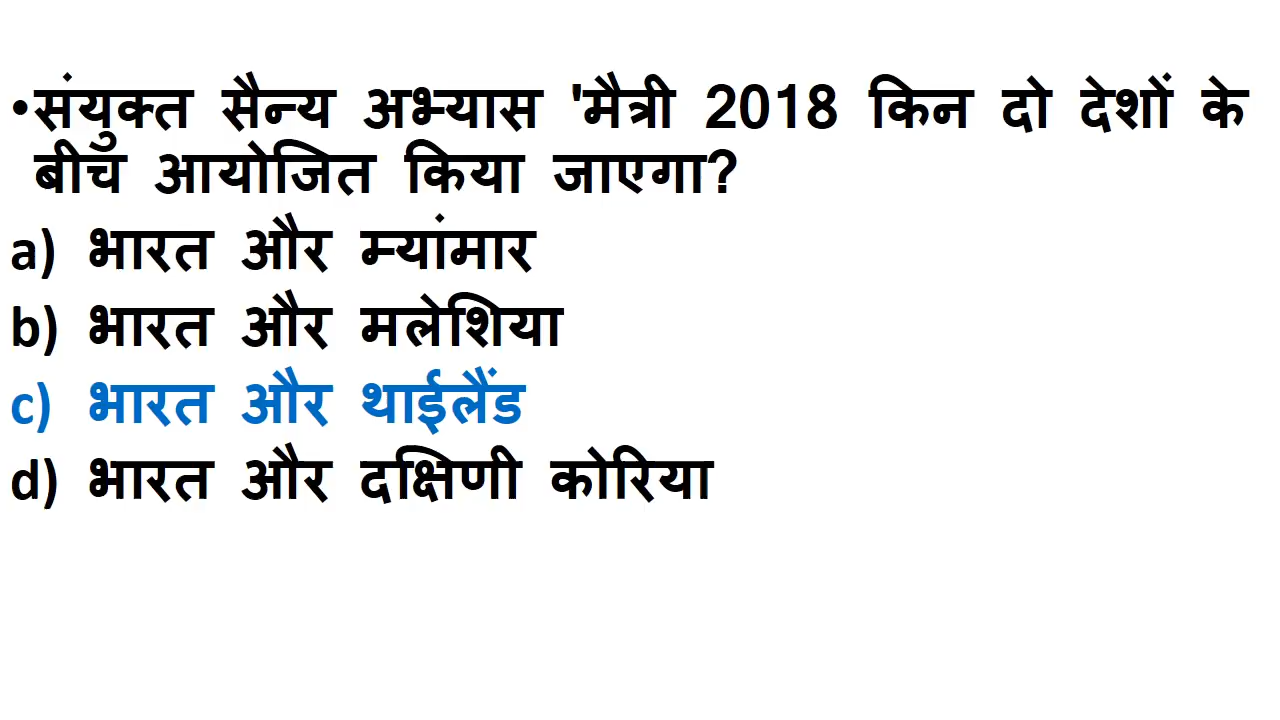 •संयुक्त सैन्य अभ्यास 'मैत्री 2018 किन दो देशों के
बीच आयोजित किया जाएगा?
a) भारत और म्यांमार
b) भारत और मलेशिया
c) भारत और थाईलैंड
d) भारत और दक्षिणी कोरिया